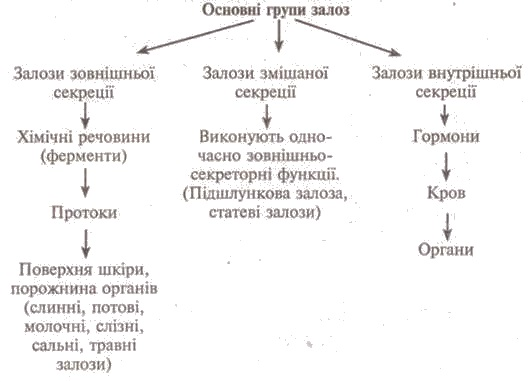 Основні групи залоз
Залози зовнішньої
секреції
Хімічні речовини
(ферменти)
Протоки
Поверхня шкіри,
порожнина органів
(слинні, потові,
молочні, слізні,
сальні, травні
залози)
Залози змішаної
секреції
Виконують одно-
часно зовнішньо-
секреторні функції.
(Підшлункова залоза,
статеві залози)
Залози внутрішньої
секреції
Гормони
Кров
Органи